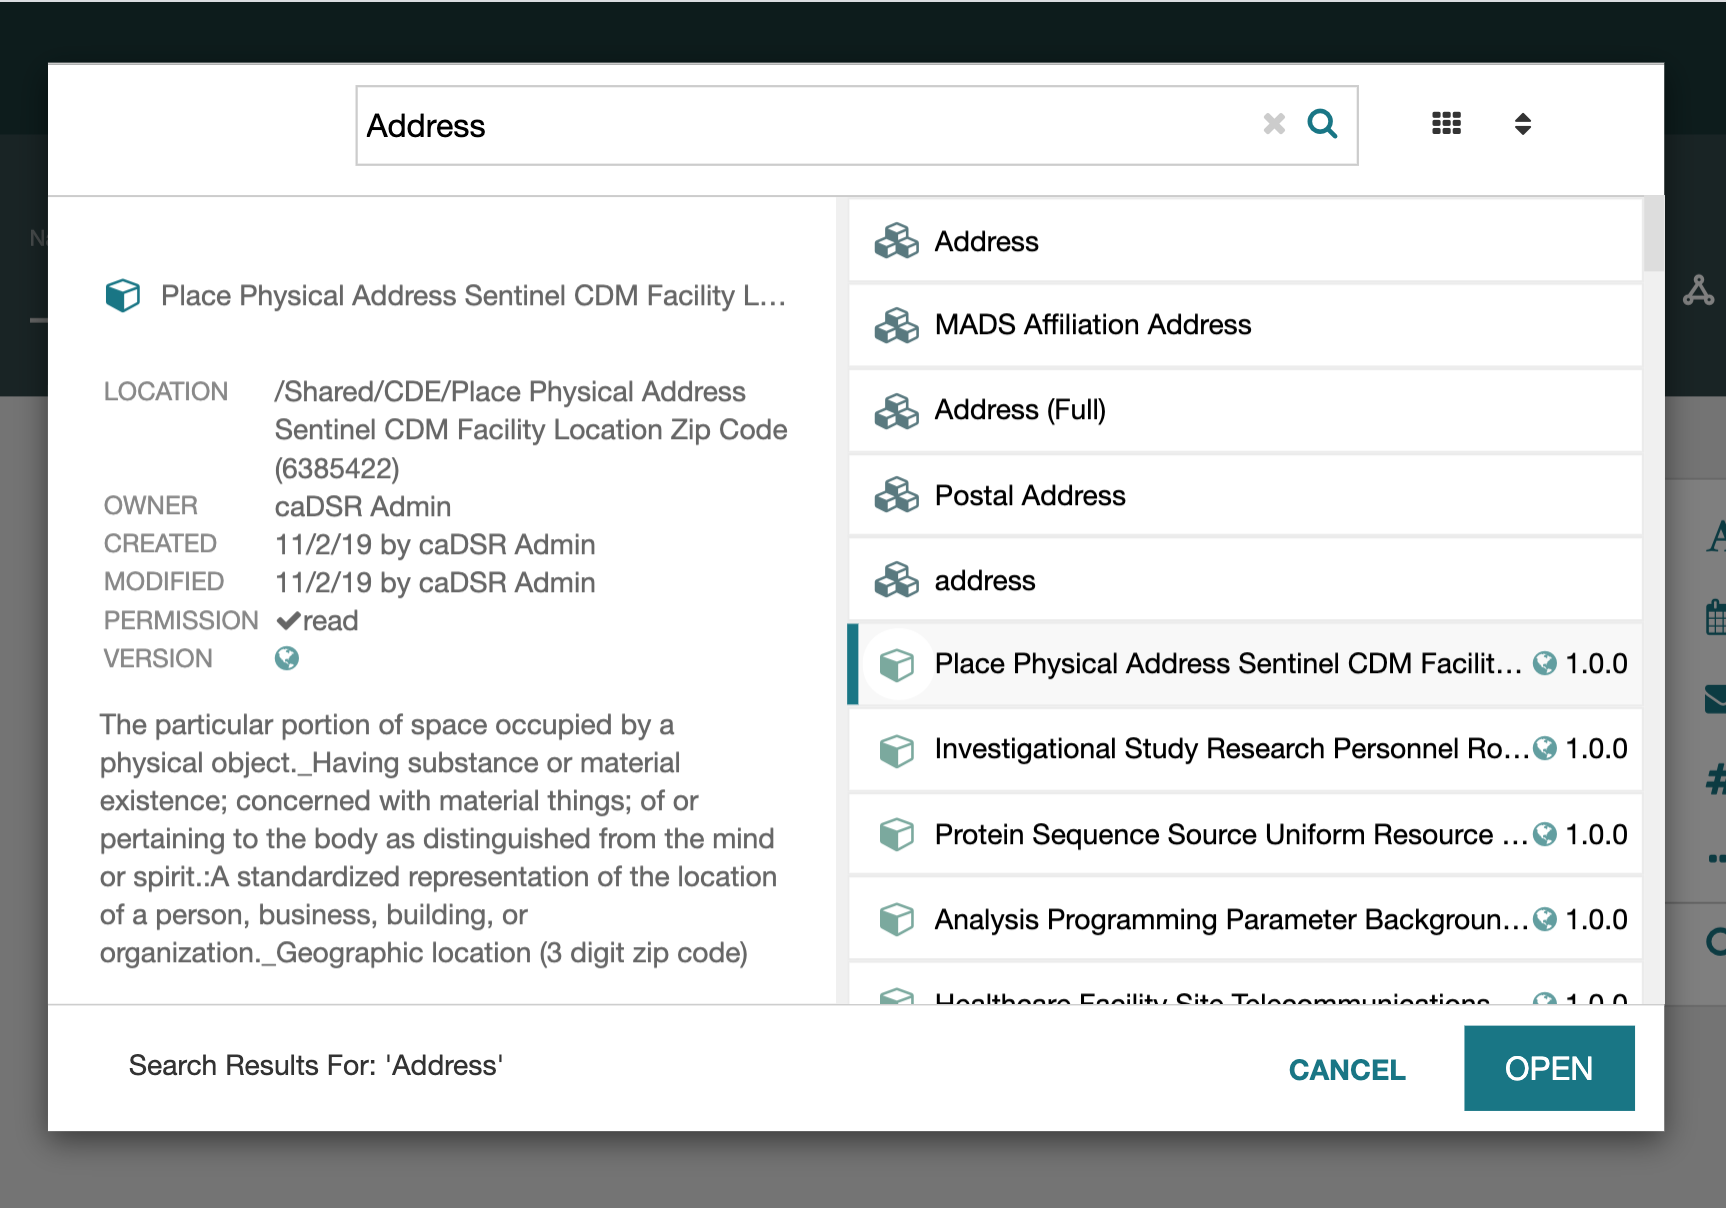 Address
Place Physical Address Sentinel CDM Facility L...
LOCATION /Shared/CDE/Place Physical Address
Sentinel CDM Facility Location Zip Code
(6385422)
OWNER caDSR Admin
CREATED 11/2/19 by caDSR Admin
MODIFIED 11/2/19 by caDSR Admin
PERMISSION read
VERSION
The particular portion of space occupied by a
physical object._Having substance or material
existence; concerned with material things; of or
pertaining to the body as distinguished from the mind
or spirit.:A standardized representation of the location
of a person, business, building, or
organization._Geographic location (3 digit zip code)
Address
MADS Affiliation Address
Address (Full)
Postal Address
address
Place Physical Address Sentinel CDM Facilit... 1.0.0
Investigational Study Research Personnel Ro... 1.0.0
Protein Sequence Source Uniform Resource ... 1.0.0
Analysis Programming Parameter Backgroun... 1.0.0
Healthcare Facility Site Telecommunications 1.0.0
Search Results For: 'Address'
CANCEL
OPEN